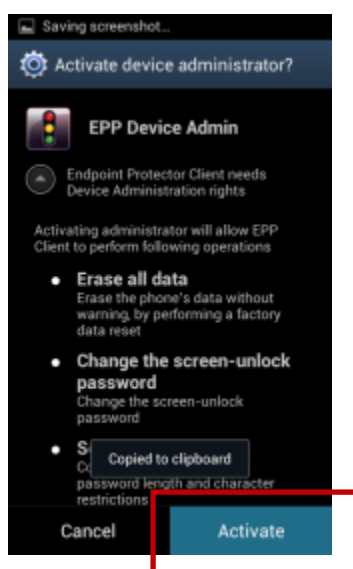 Saving screenshot...
Activate device administrator?
EPP Device Admin
Endpoint Protector Client needs
Device Administration rights
Activating administrator will allow EPP
Client to perform following operations
• Erase all data
Erase the phone's data without
warning, by performing a factory
data reset
• Change the screen-unlock
password
Change the screen-unlock
password
Copied to clipboard
password length and character
restrictions
Cancel
Activate